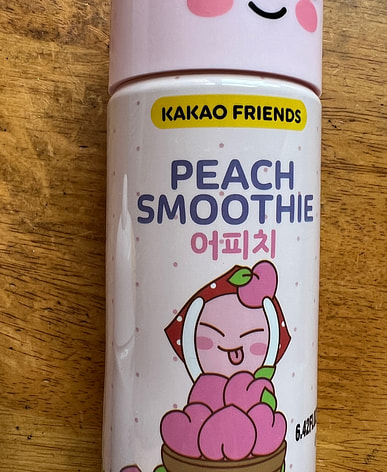 KAKAO FRIENDS
PEACH
SMOOTHIE
어피치